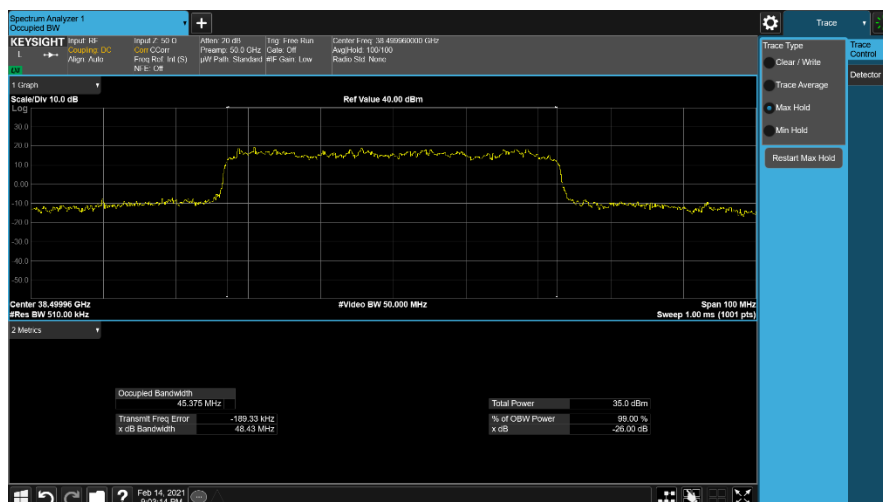 Spectrum Analyzer 1
Occupied BW
+
Trace
KEYSIGHT
Input: RF
Coupling: DC
Align: Auto
Input Z: 50 Ω
Corr CCorr
Freq Ref: Int (S)
NFE: Off
Atten: 20 dB
Preamp: 50.0 GHz
µW Path: Standard
Trig: Free Run
Gate: Off
#IF Gain: Low
Center Freq: 38.499960000 GHz
Avg|Hold: 100/100
Radio Std: None
Trace Type
Clear / Write
Trace Average
Max Hold
Min Hold
Restart Max Hold
Trace
Control
Detector
1 Graph
Scale/Div 10.0 dB
Ref Value 40.00 dBm
Log
30.0
20.0
10.0
0.00
-10.0
-20.0
-30.0
-40.0
-50.0
Center 38.49996 GHz
#Video BW 50.000 MHz
Span 100 MHz
#Res BW 510.00 kHz
Sweep 1.00 ms (1001 pts)
2 Metrics
Occupied Bandwidth
45.375 MHz
Total Power 35.0 dBm
Transmit Freq Error -189.33 kHz
% of OBW Power 99.00 %
x dB Bandwidth 48.43 MHz
x dB -26.00 dB
?
Feb 14, 2021
9:03:14 PM